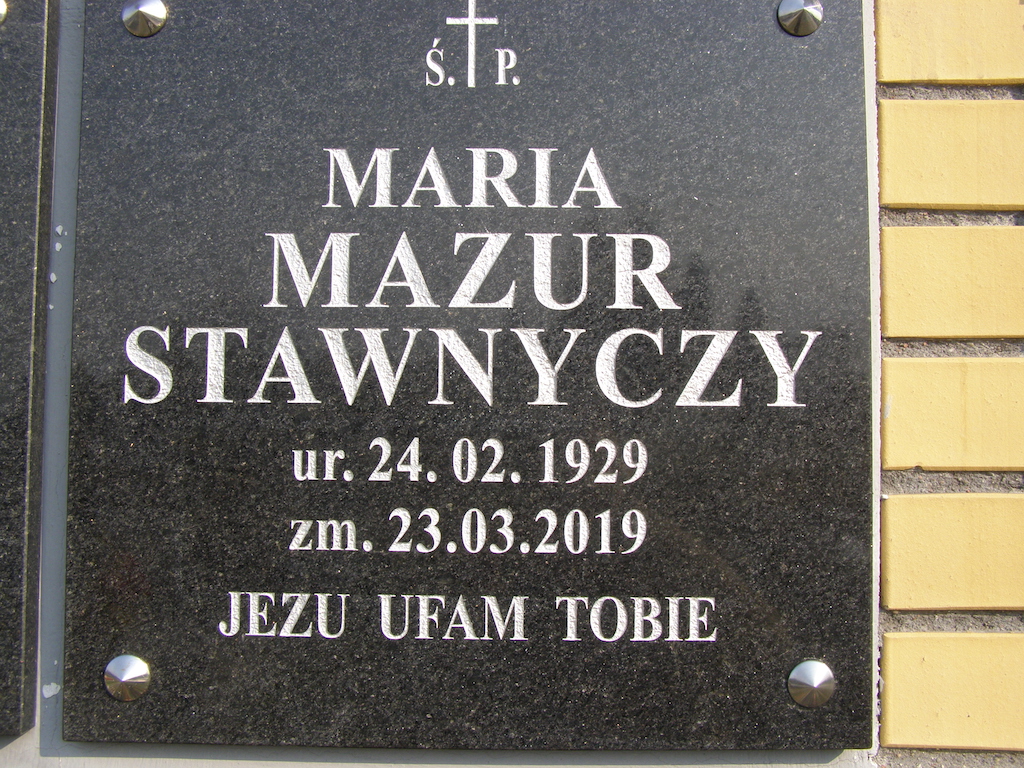 Ś. P.
MARIA
MAZUR
STAWNYCZY
ur. 24. 02. 1929
zm. 23.03.2019
JEZU UFAM TOBIE